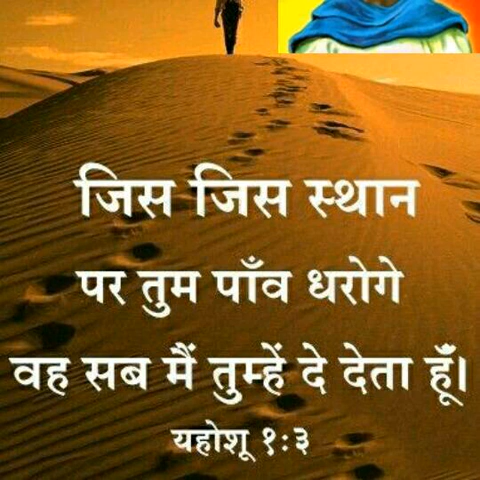 जिस जिस स्थान
पर तुम पाँव धरोगे
वह सब मैं तुम्हें दे देता हूँ।
यहोशू १:३